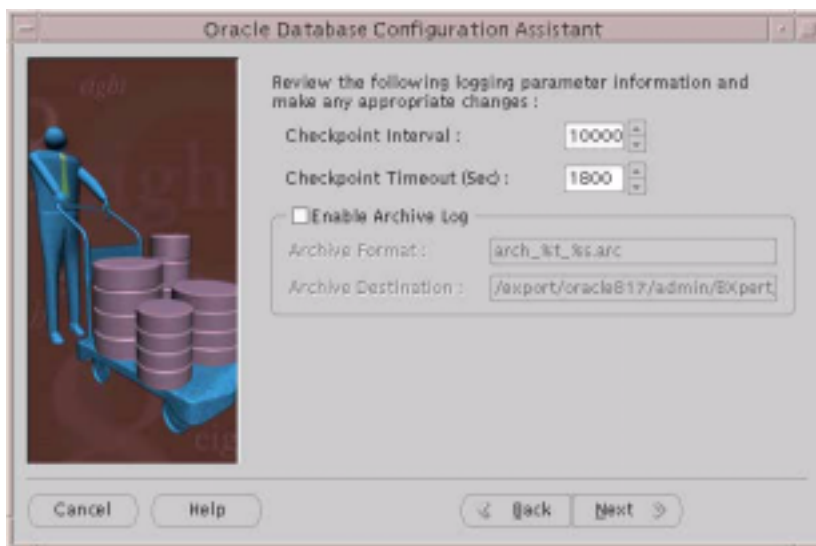 Oracle Database Configuration Assistant
eight
Review the following logging parameter information and
make any appropriate changes :
Checkpoint Interval : 10000
Checkpoint Timeout (Sec) : 1800
Enable Archive Log
Archive Format : arch_%t_%s.arc
Archive Destination : /export/oracle817/admin/EXpert
Cancel Help Back Next